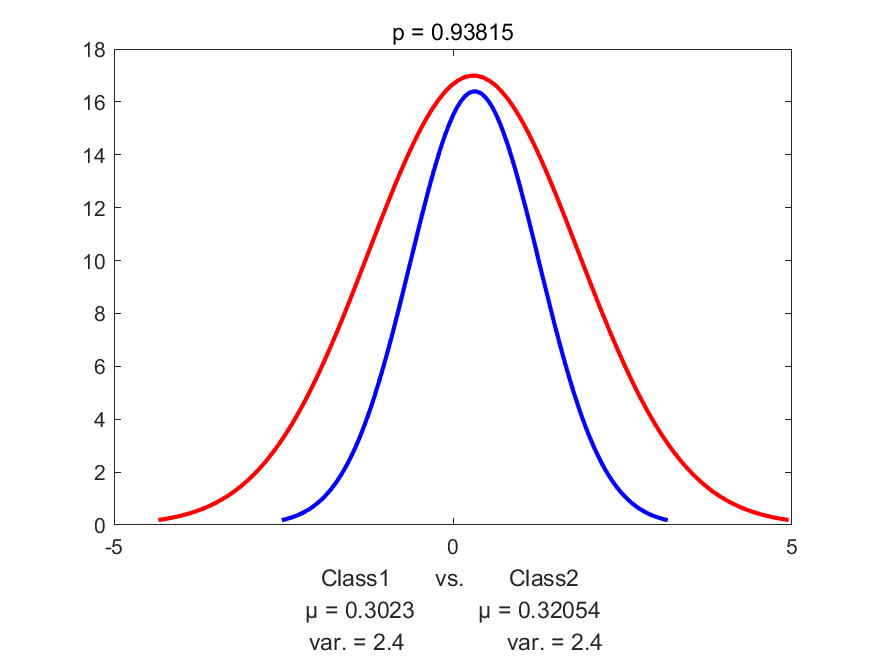 p = 0.93815
18
16
14
12
10
8
6
4
2
0
-5 0 5
Class1 vs. Class2
μ = 0.3023 μ = 0.32054
var. = 2.4 var. = 2.4